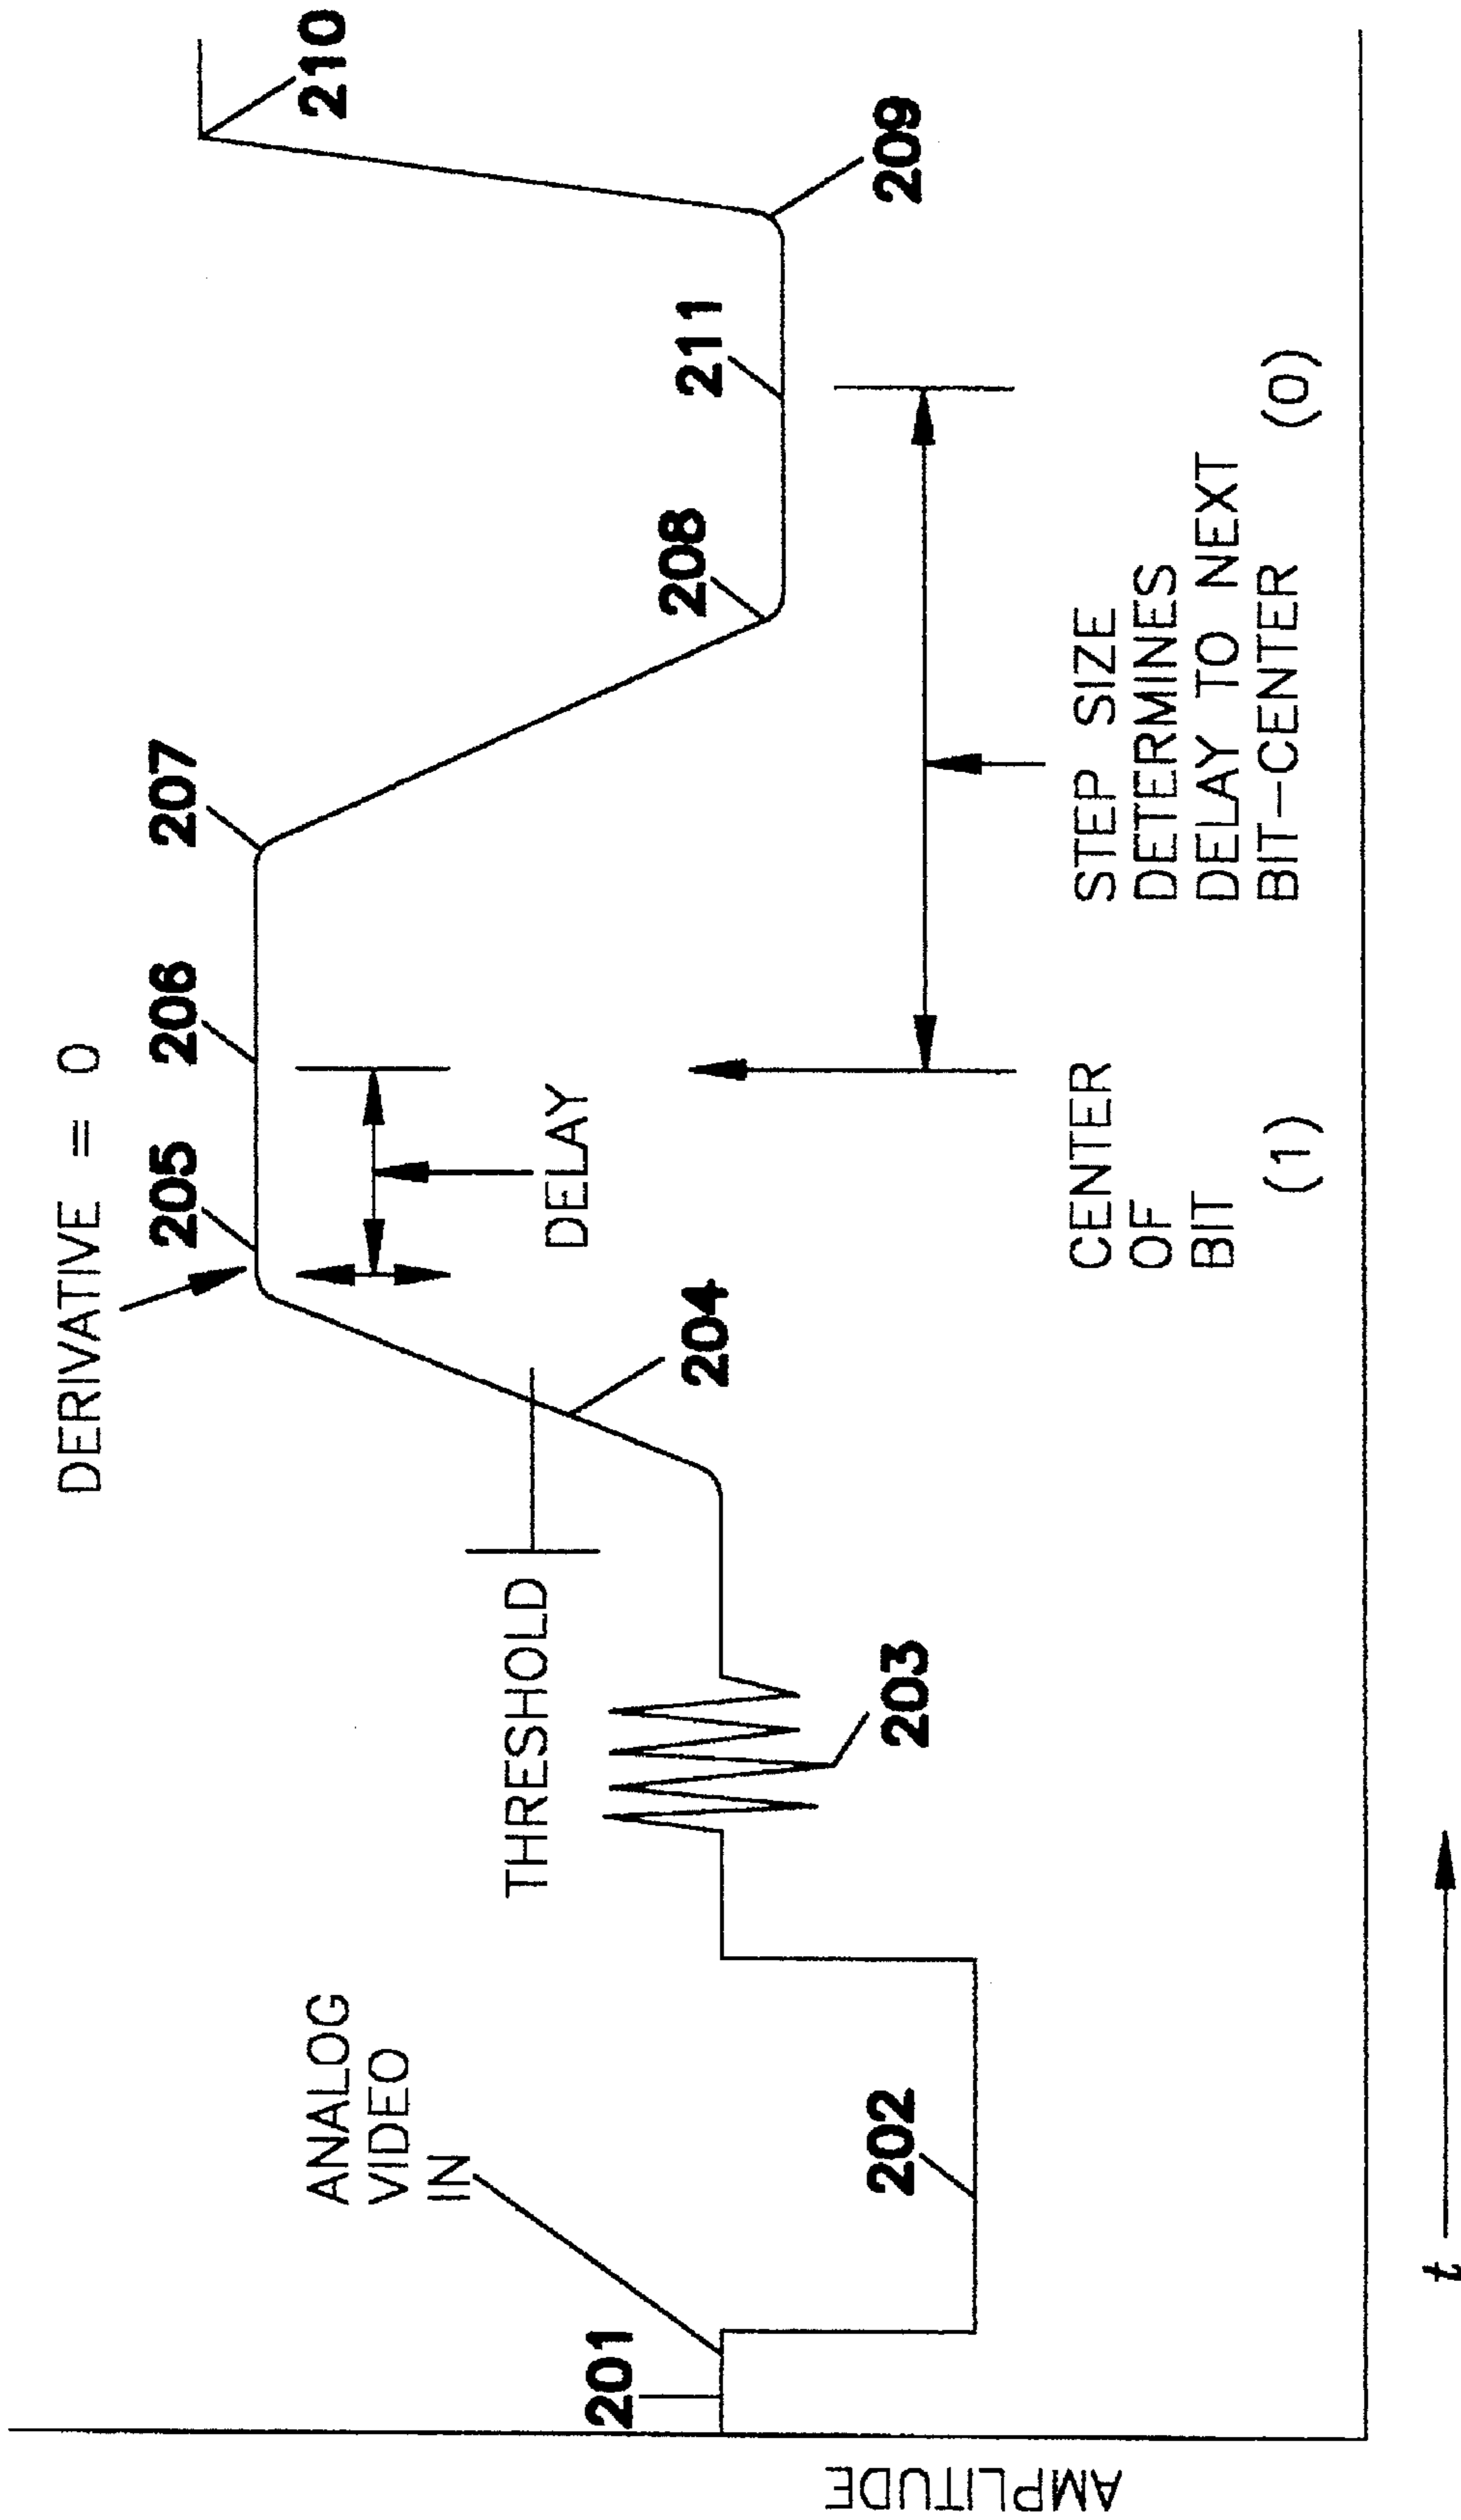 DERIVATIVE = 0
205
206
207
210
ANALOG
VIDEO
IN
THRESHOLD
DELAY
204
208
211
201
202
203
209
CENTER
OF
BIT
(1)
STEP SIZE
DETERMINES
DELAY TO NEXT
BIT-CENTER
(0)
AMPLITUDE
t